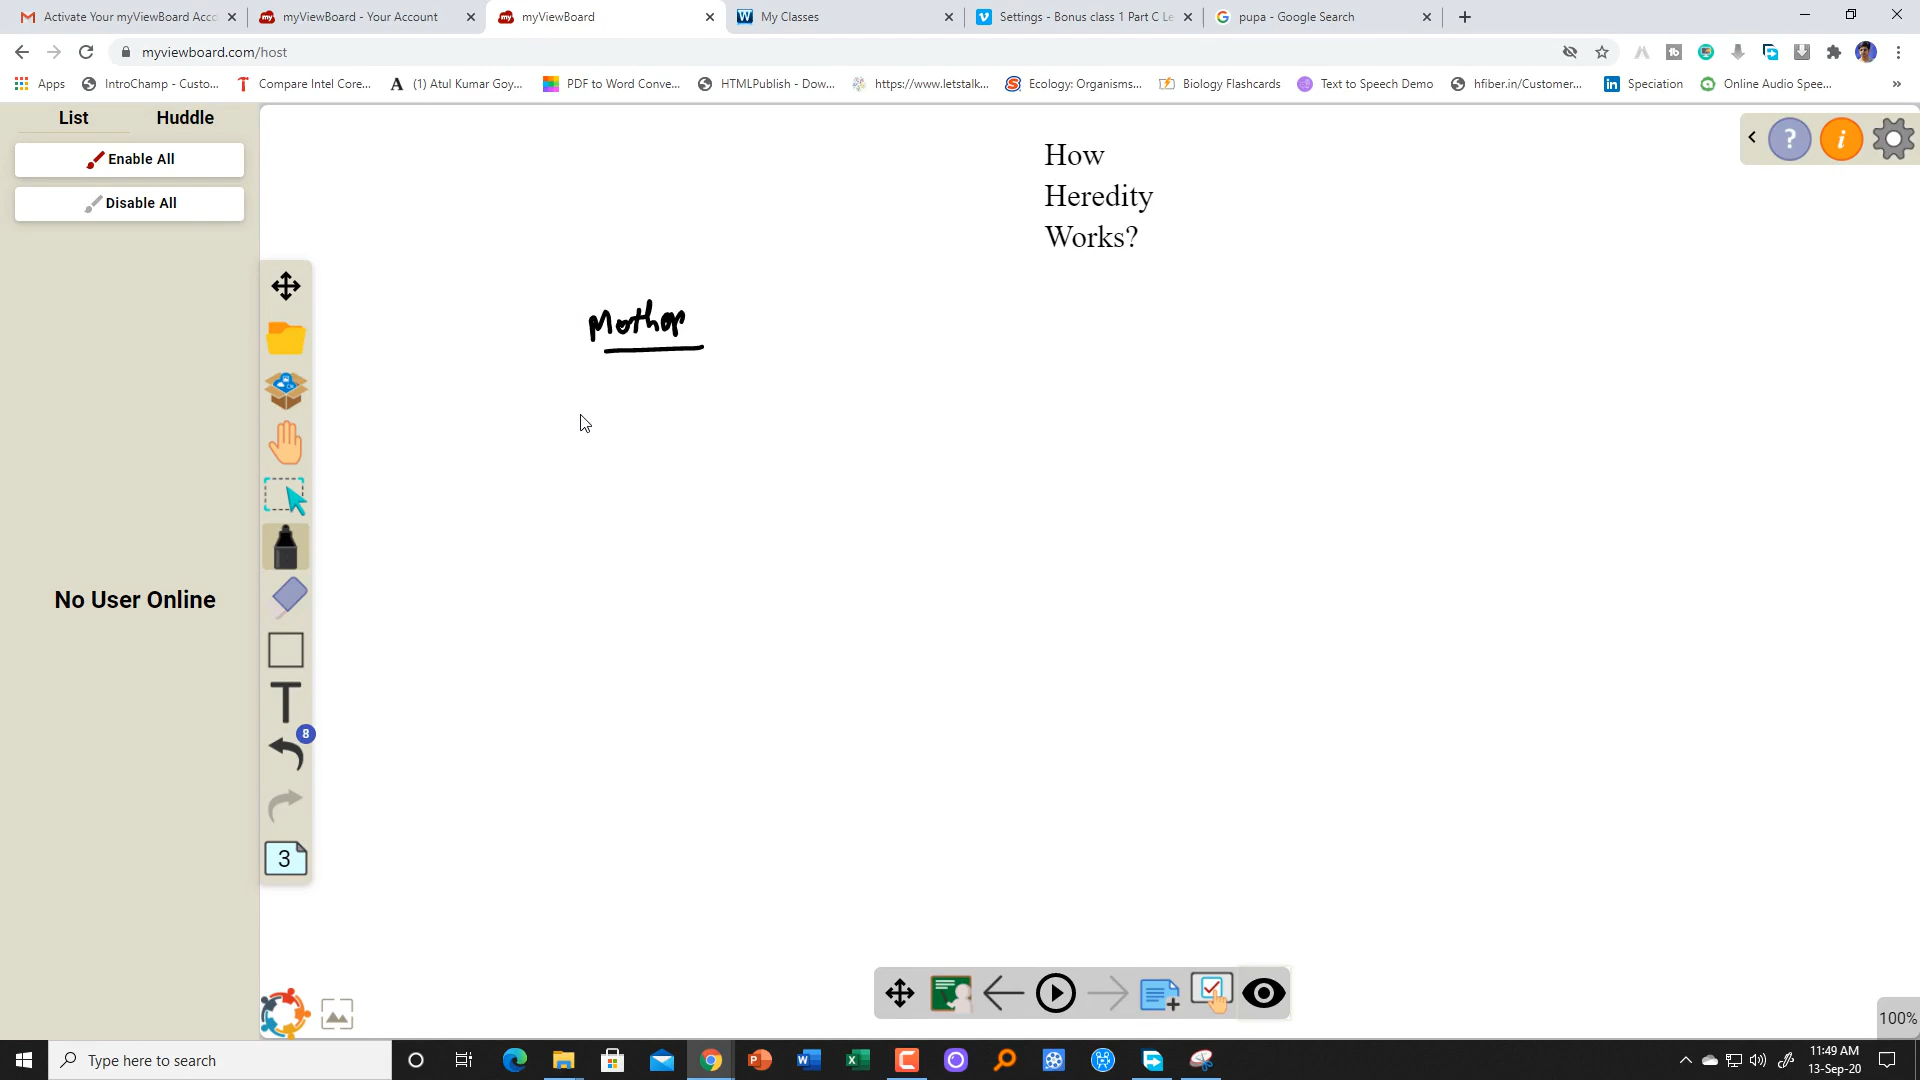 Activate Your myViewBoard Acco
myViewBoard - Your Account
myViewBoard
My Classes
Settings - Bonus class 1 Part C Le
pupa - Google Search
myviewboard.com/host
Apps
IntroChamp - Custo...
Compare Intel Core...
(1) Atul Kumar Goy...
PDF to Word Conve...
HTMLPublish - Dow...
https://www.letstalk...
Ecology: Organisms...
Biology Flashcards
Text to Speech Demo
hfiber.in/Customer...
Speciation
Online Audio Spee...
»
List
Huddle
Enable All
Disable All
No User Online
How
Heredity
Works?
Mother
T
8
3
100%
Type here to search
11:49 AM
13-Sep-20